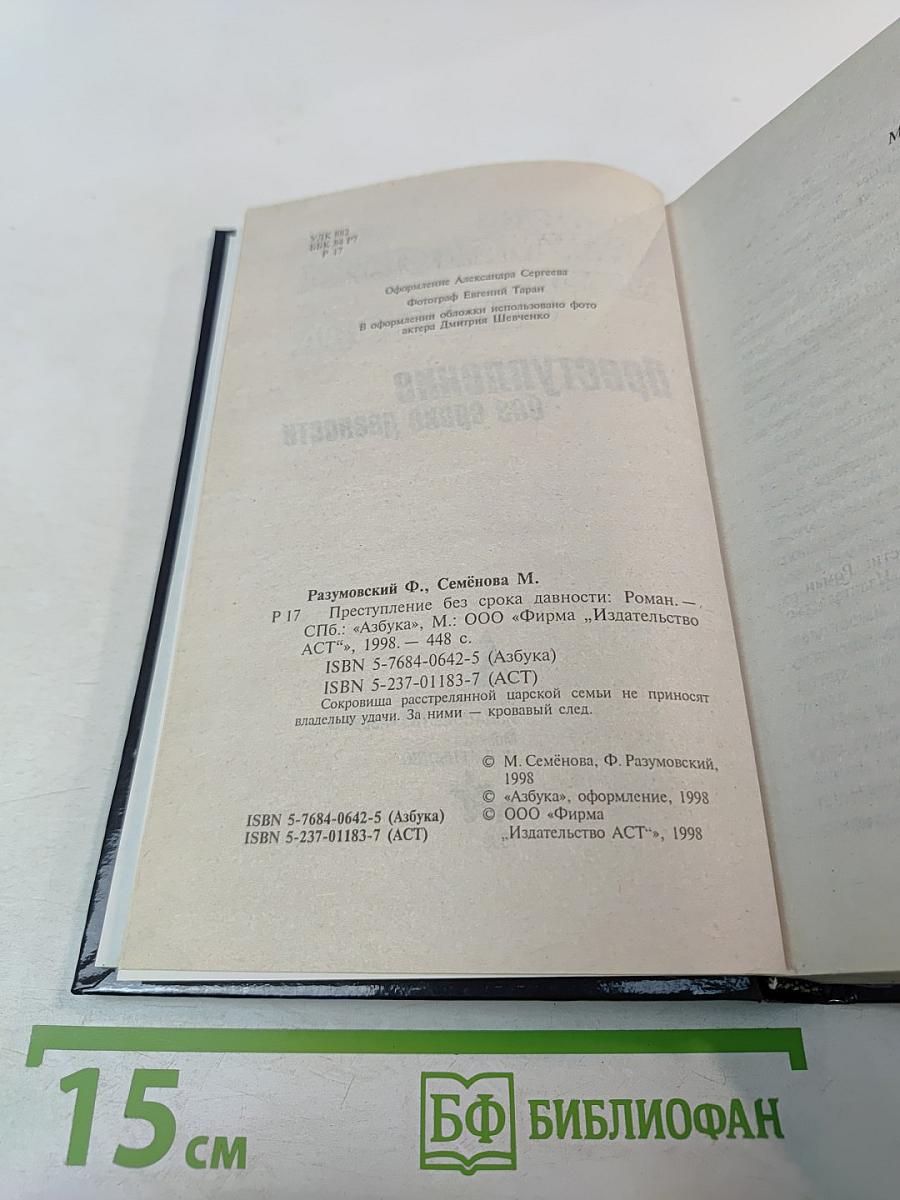 УДК 882
ББК 84 Р7
Р 17
Оформление Александра Сергеева
Фотограф Евгений Таран
В оформлении обложки использовано фото
актера Дмитрия Шевченко
Разумовский Ф., Семёнова М.
Р 17 Преступление без срока давности: Роман. —
СПб.: «Азбука», М.: ООО «Фирма „Издательство
АСТ“», 1998. — 448 с.
ISBN 5-7684-0642-5 (Азбука)
ISBN 5-237-01183-7 (АСТ)
Сокровища расстрелянной царской семьи не приносят
владельцу удачи. За ними — кровавый след.
© М. Семёнова, Ф. Разумовский,
1998
© «Азбука», оформление, 1998
© ООО «Фирма
„Издательство АСТ“», 1998
ISBN 5-7684-0642-5 (Азбука)
ISBN 5-237-01183-7 (АСТ)
15 см
БФ БИБЛИОФАН